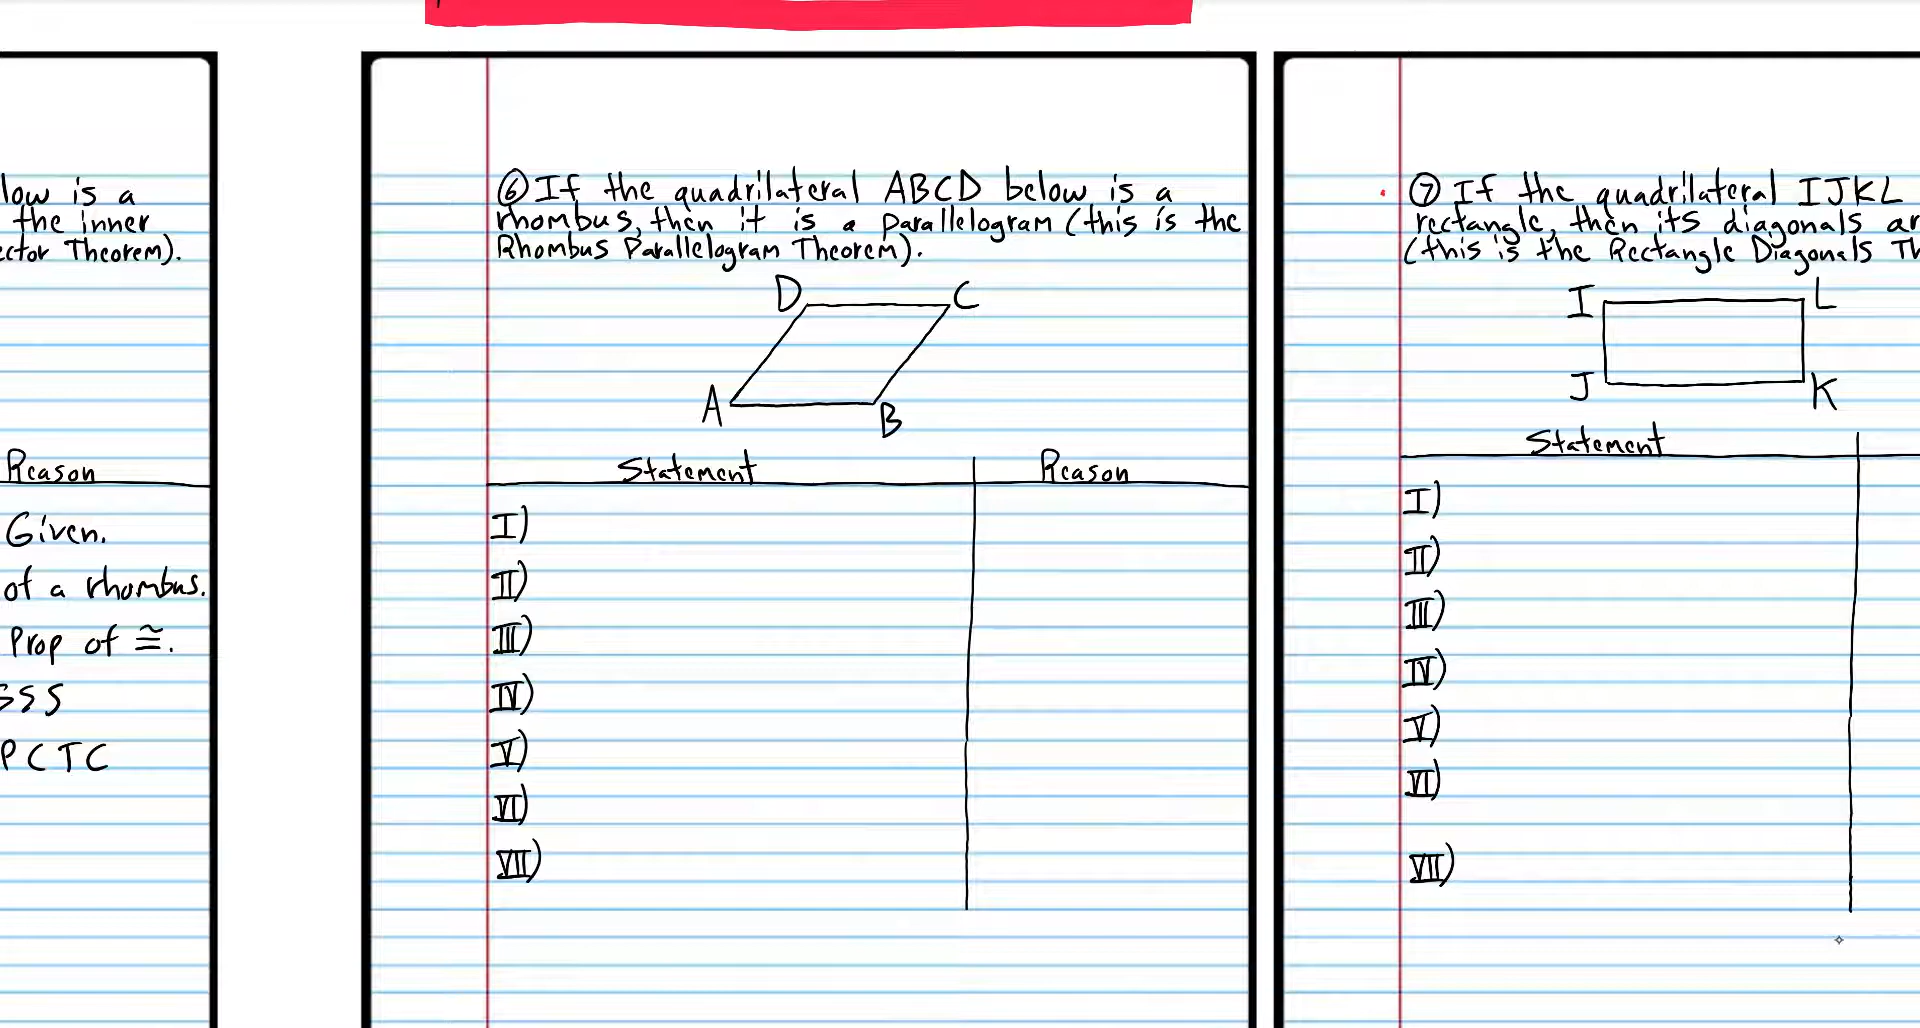 low is a
the inner
ctor Theorem).
Reason
Given.
of a rhombus.
Prop of ≅.
SSS
PCTC
⑥ If the quadrilateral ABCD below is a
rhombus, then it is a parallelogram (this is the
Rhombus Parallelogram Theorem).
D C
A B
Statement Reason
I)
II)
III)
IV)
V)
VI)
VII)
⑦ If the quadrilateral IJKL
rectangle, then its diagonals ar
(this is the Rectangle Diagonals Th
I L
J K
Statement
I)
II)
III)
IV)
V)
VI)
VII)